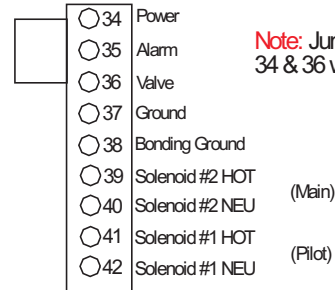 34 Power
35 Alarm
36 Valve
37 Ground
38 Bonding Ground
39 Solenoid #2 HOT
40 Solenoid #2 NEU
41 Solenoid #1 HOT
42 Solenoid #1 NEU
Note:
34 & 36
(Main)
(Pilot)